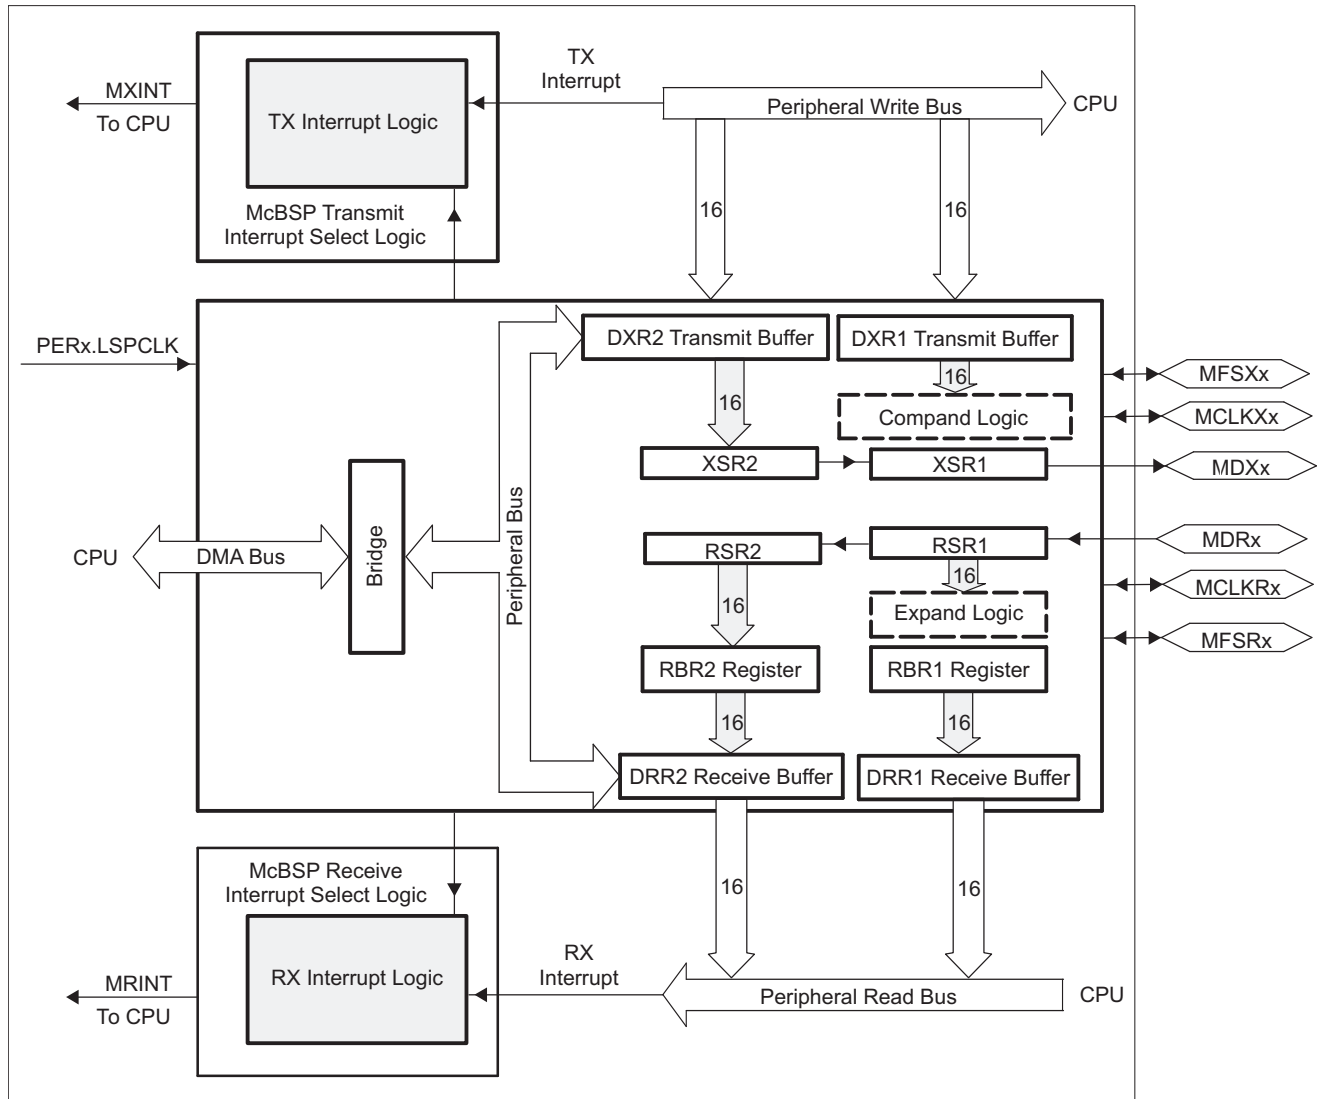 TX
Interrupt
MXINT
To CPU
TX Interrupt Logic
Peripheral Write Bus
CPU
McBSP Transmit
Interrupt Select Logic
16
16
PERx.LSPCLK
DXR2 Transmit Buffer
DXR1 Transmit Buffer
16
16
Compand Logic
MFSXx
MCLKXx
XSR2
XSR1
MDXx
CPU
DMA Bus
Bridge
Peripheral Bus
RSR2
RSR1
MDRx
16
16
Expand Logic
MCLKRx
MFSRx
RBR2 Register
RBR1 Register
16
16
DRR2 Receive Buffer
DRR1 Receive Buffer
McBSP Receive
Interrupt Select Logic
16
16
RX Interrupt Logic
RX
Interrupt
MRINT
To CPU
Peripheral Read Bus
CPU